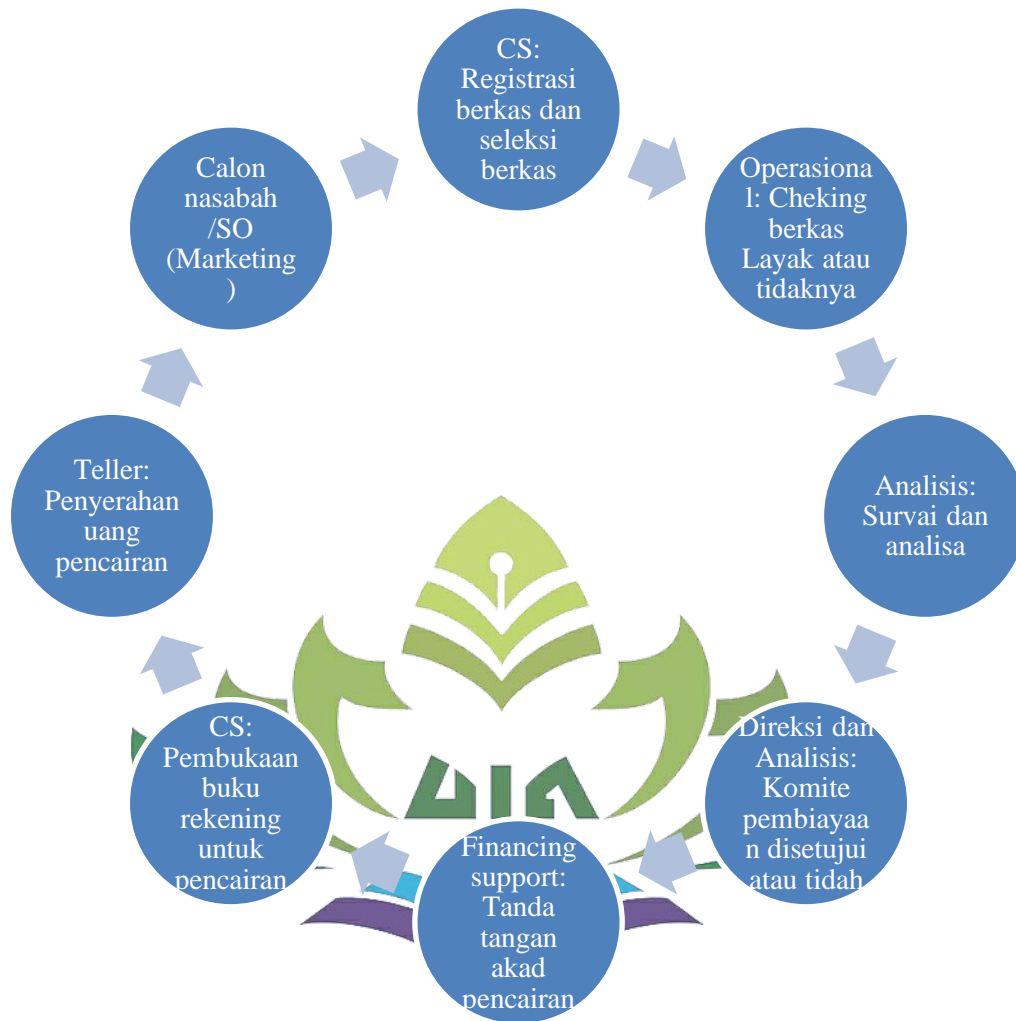 CS:
Registrasi
berkas dan
seleksi
berkas
Operasiona
l: Cheking
berkas
Layak atau
tidaknya
Analisis:
Survai dan
analisa
Direksi dan
Analisis:
Komite
pembiayaa
n disetujui
atau tidah
Financing
support:
Tanda
tangan
akad
pencairan
CS:
Pembukaan
buku
rekening
untuk
pencairan
Teller:
Penyerahan
uang
pencairan
Calon
nasabah
/SO
(Marketing
)